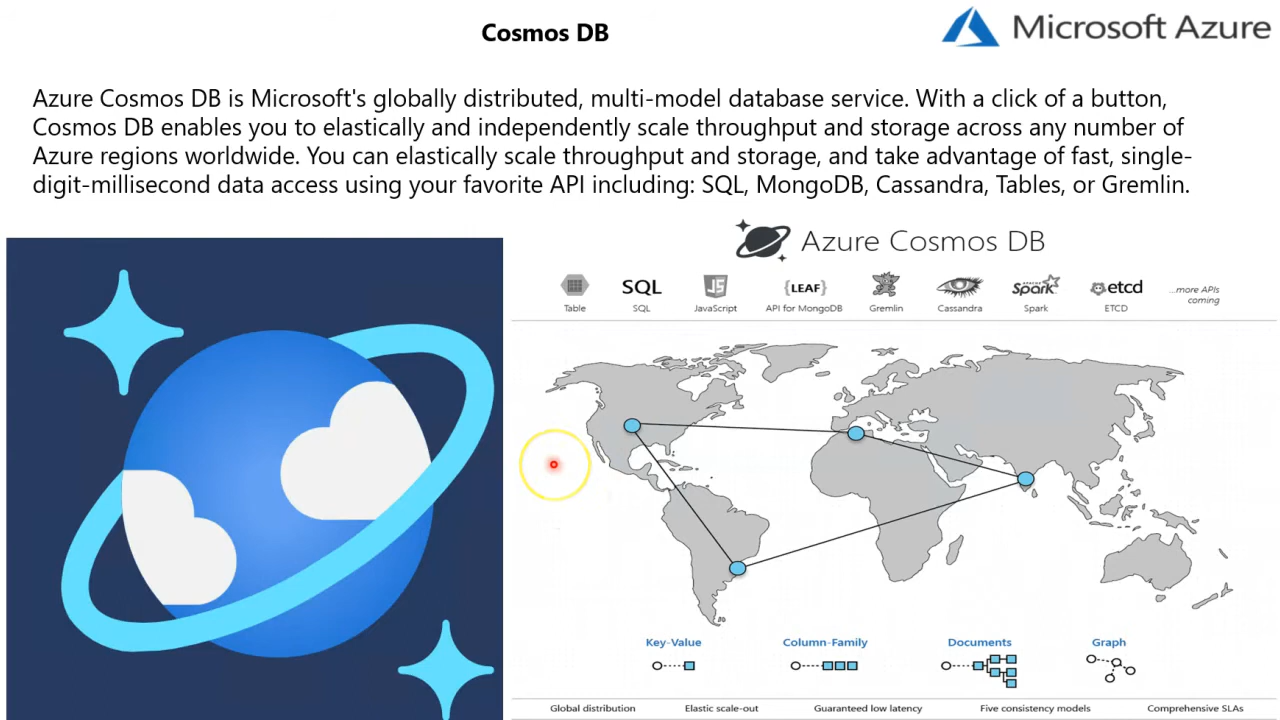 Cosmos DB
Microsoft Azure
Azure Cosmos DB is Microsoft's globally distributed, multi-model database service. With a click of a button,
Cosmos DB enables you to elastically and independently scale throughput and storage across any number of
Azure regions worldwide. You can elastically scale throughput and storage, and take advantage of fast, single-
digit-millisecond data access using your favorite API including: SQL, MongoDB, Cassandra, Tables, or Gremlin.
Azure Cosmos DB
SQL
JS
{LEAF}
APACHE
Spark
etcd
...more APIs
coming
Table
SQL
JavaScript
API for MongoDB
Gremlin
Cassandra
Spark
ETCD
Key-Value
Column-Family
Documents
Graph
Global distribution
Elastic scale-out
Guaranteed low latency
Five consistency models
Comprehensive SLAs